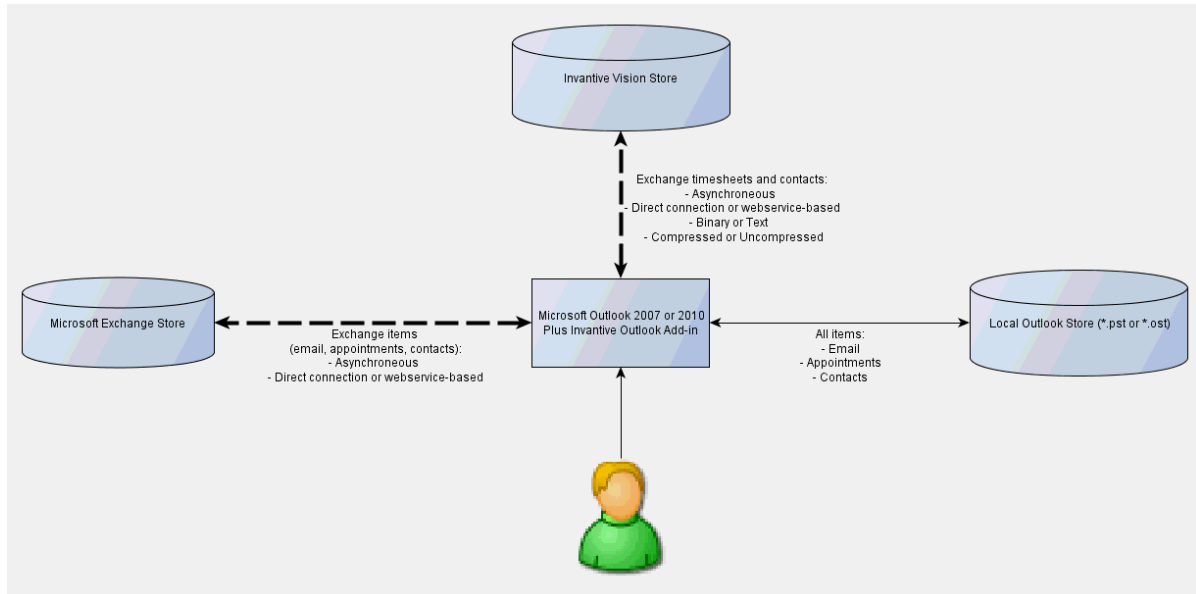 Invantive Vision Store
Exchange timesheets and contacts:
- Asynchroneous
- Direct connection or webservice-based
- Binary or Text
- Compressed or Uncompressed
Microsoft Exchange Store
Exchange items
(email, appointments, contacts):
- Asynchroneous
- Direct connection or webservice-based
Microsoft Outlook 2007 or 2010
Plus Invantive Outlook Add-in
All items:
- Email
- Appointments
- Contacts
Local Outlook Store (*.pst or *.ost)